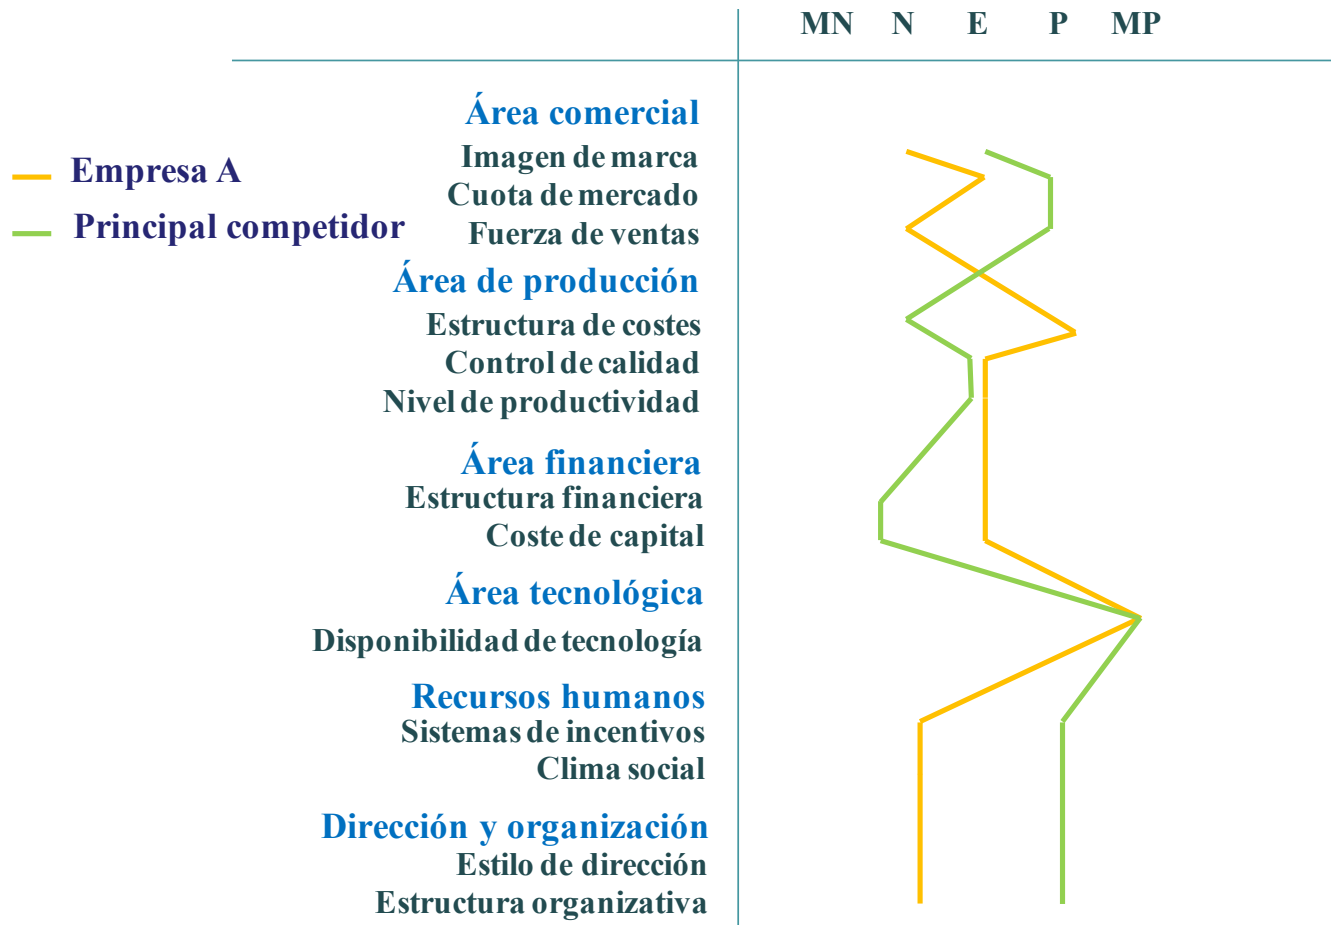 MN N E P MP
Área comercial
Imagen de marca
Empresa A
Cuota de mercado
Principal competidor
Fuerza de ventas
Área de producción
Estructura de costes
Control de calidad
Nivel de productividad
Área financiera
Estructura financiera
Coste de capital
Área tecnológica
Disponibilidad de tecnología
Recursos humanos
Sistemas de incentivos
Clima social
Dirección y organización
Estilo de dirección
Estructura organizativa